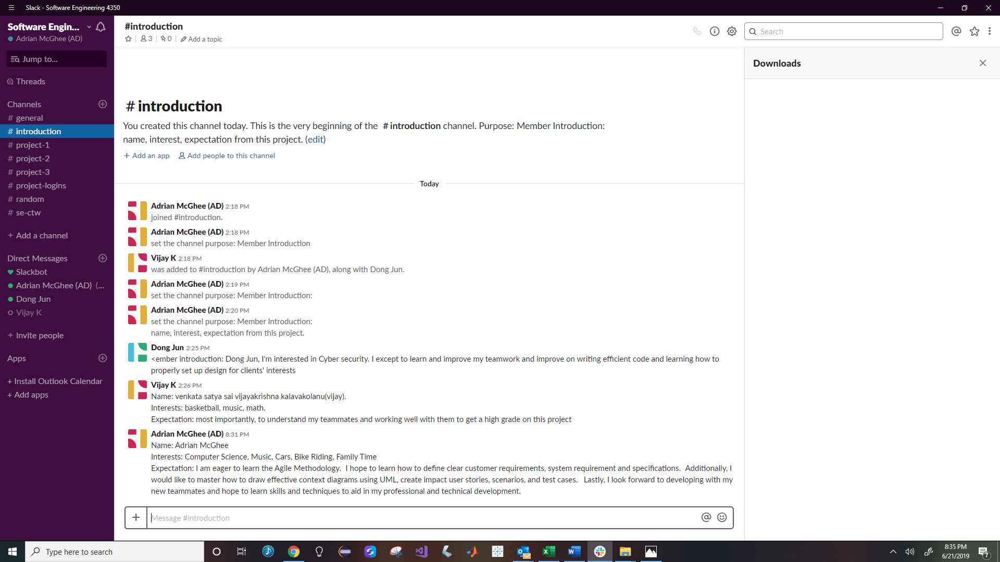 Slack - Software Engineering 4350
Software Engin...
Adrian McGhee (AD)
Jump to...
Threads
Channels
# general
# introduction
# project-1
# project-2
# project-3
# project-logins
# random
# se-ctw
+ Add a channel
Direct Messages
Slackbot
Adrian McGhee (AD) (...
Dong Jun
Vijay K
+ Invite people
Apps
+ Install Outlook Calendar
+ Add apps
#introduction
3 | 0 | Add a topic
Search
Downloads
# introduction
You created this channel today. This is the very beginning of the # introduction channel. Purpose: Member Introduction:
name, interest, expectation from this project. (edit)
+ Add an app Add people to this channel
Today
Adrian McGhee (AD) 2:18 PM
joined #introduction.
Adrian McGhee (AD) 2:18 PM
set the channel purpose: Member Introduction
Vijay K 2:18 PM
was added to #introduction by Adrian McGhee (AD), along with Dong Jun.
Adrian McGhee (AD) 2:19 PM
set the channel purpose: Member Introduction:
Adrian McGhee (AD) 2:20 PM
set the channel purpose: Member Introduction:
name, interest, expectation from this project.
Dong Jun 2:25 PM
<ember introduction: Dong Jun, I'm interested in Cyber security. I except to learn and improve my teamwork and improve on writing efficient code and learning how to
properly set up design for clients' interests
Vijay K 2:26 PM
Name: venkata satya sai vijayakrishna kalavakolanu(vijay).
Interests: basketball, music, math.
Expectation: most importantly, to understand my teammates and working well with them to get a high grade on this project
Adrian McGhee (AD) 8:31 PM
Name: Adrian McGhee
Interests: Computer Science, Music, Cars, Bike Riding, Family Time
Expectation: I am eager to learn the Agile Methodology. I hope to learn how to define clear customer requirements, system requirement and specifications. Additionally, I
would like to master how to draw effective context diagrams using UML, create impact user stories, scenarios, and test cases. Lastly, I look forward to developing with my
new teammates and hope to learn skills and techniques to aid in my professional and technical development.
Message #introduction
Type here to search
8:35 PM
6/21/2019
7